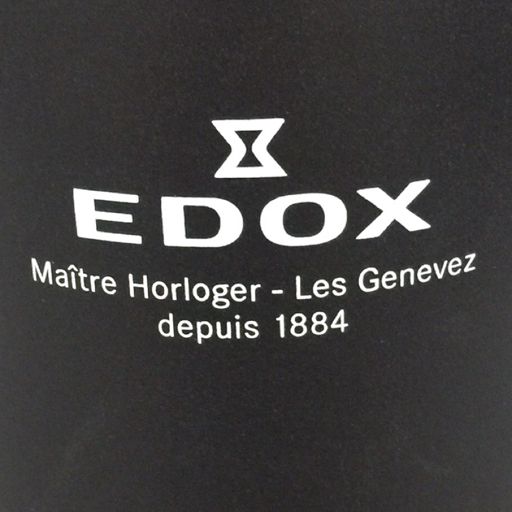 EDOX
Maître Horloger - Les Genevez
depuis 1884